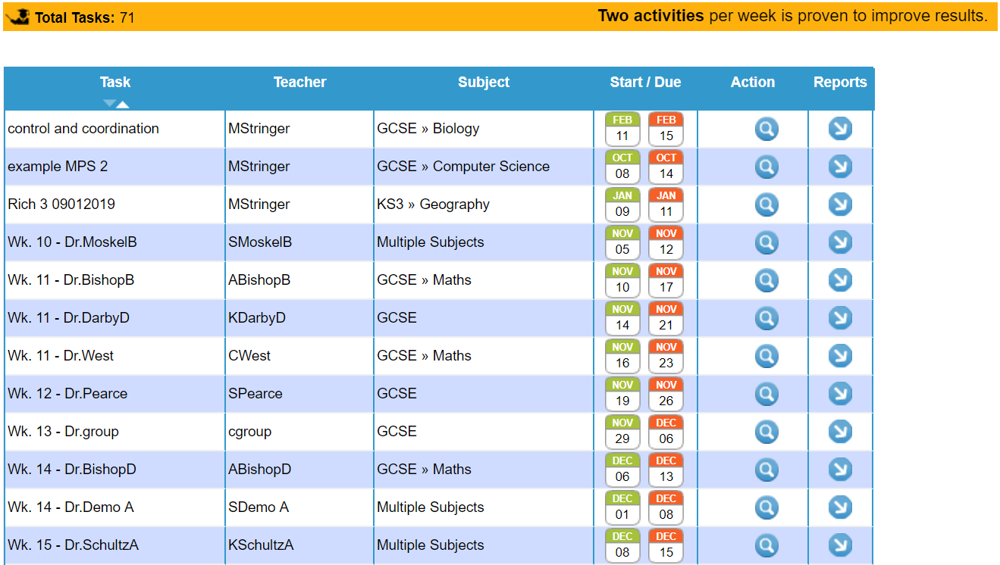 Total Tasks: 71 Two activities per week is proven to improve results.
Task Teacher Subject Start / Due Action Reports
control and coordination MStringer GCSE » Biology FEB 11 FEB 15
example MPS 2 MStringer GCSE » Computer Science OCT 08 OCT 14
Rich 3 09012019 MStringer KS3 » Geography JAN 09 JAN 11
Wk. 10 - Dr.MoskelB SMoskelB Multiple Subjects NOV 05 NOV 12
Wk. 11 - Dr.BishopB ABishopB GCSE » Maths NOV 10 NOV 17
Wk. 11 - Dr.DarbyD KDarbyD GCSE NOV 14 NOV 21
Wk. 11 - Dr.West CWest GCSE » Maths NOV 16 NOV 23
Wk. 12 - Dr.Pearce SPearce GCSE NOV 19 NOV 26
Wk. 13 - Dr.group cgroup GCSE NOV 29 DEC 06
Wk. 14 - Dr.BishopD ABishopD GCSE » Maths DEC 06 DEC 13
Wk. 14 - Dr.Demo A SDemo A Multiple Subjects DEC 01 DEC 08
Wk. 15 - Dr.SchultzA KSchultzA Multiple Subjects DEC 08 DEC 15